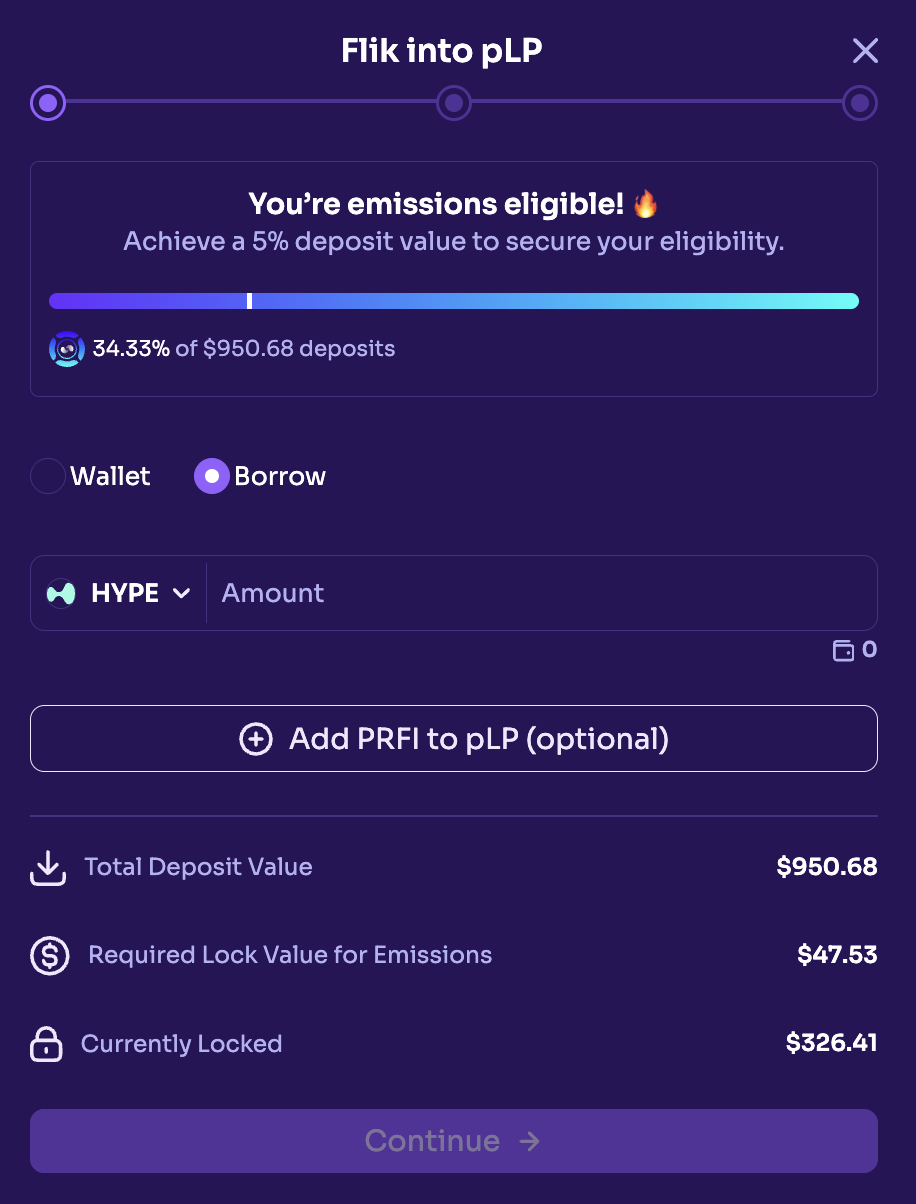 Flik into pLP
You’re emissions eligible! 🔥
Achieve a 5% deposit value to secure your eligibility.
34.33% of $950.68 deposits
Wallet Borrow
HYPE Amount
0
Add PRFI to pLP (optional)
Total Deposit Value $950.68
Required Lock Value for Emissions $47.53
Currently Locked $326.41
Continue →